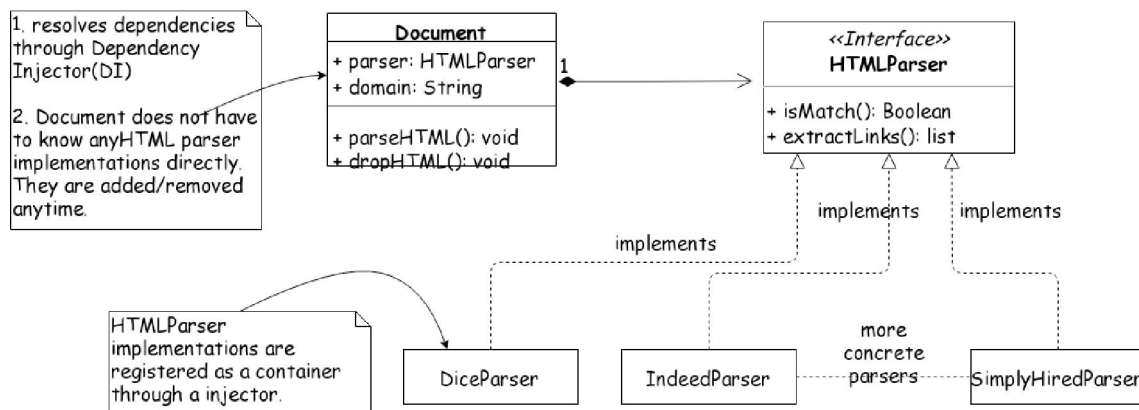 1. resolves dependencies
through Dependency
Injector(DI)
2. Document does not have
to know anyHTML parser
implementations directly.
They are added/removed
anytime.
Document
+ parser: HTMLParser
+ domain: String
+ parseHTML(): void
+ dropHTML(): void
1
<<Interface>>
HTMLParser
+ isMatch(): Boolean
+ extractLinks(): list
implements
implements
implements
HTMLParser
implementations are
registered as a container
through a injector.
DiceParser
IndeedParser
more
concrete
parsers
SimplyHiredParser